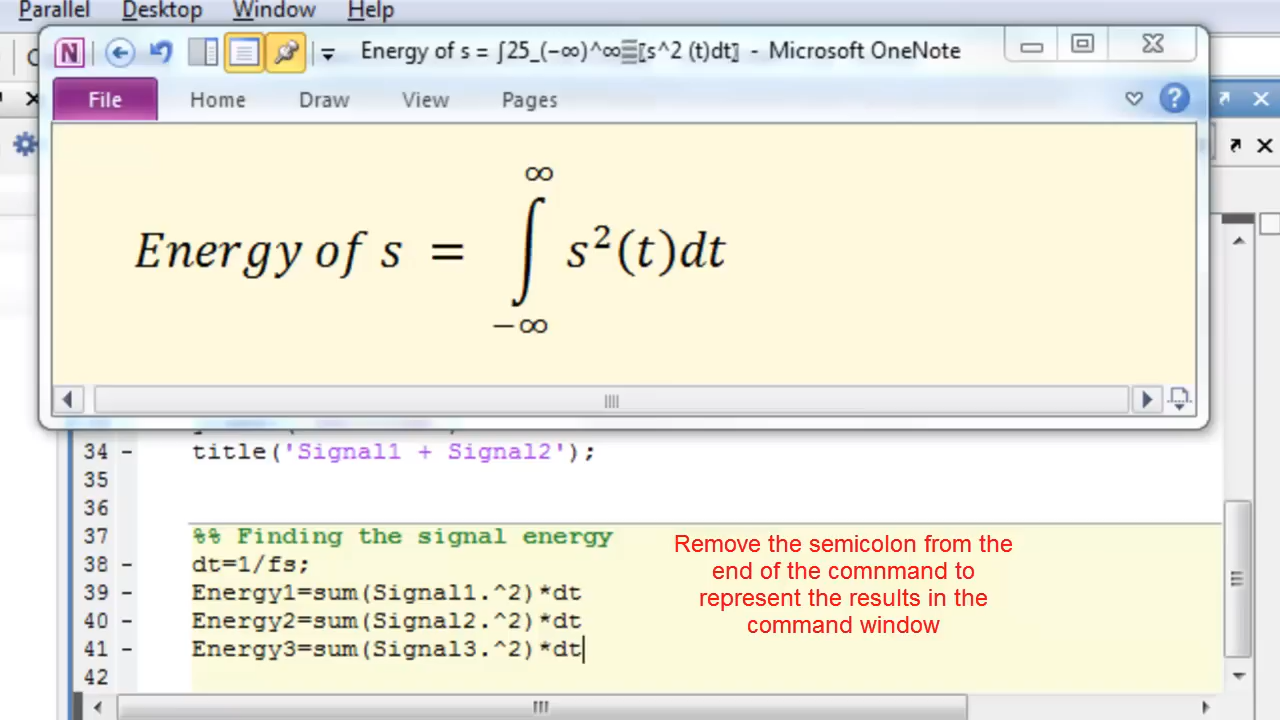 Parallel Desktop Window Help
Energy of s = ∫25_(−∞)^∞▒〖s^2 (t)dt〗 - Microsoft OneNote
File Home Draw View Pages
∞
Energy of s = ∫ s²(t)dt
−∞
34 - title('Signal1 + Signal2');
35
36
37 %% Finding the signal energy
38 - dt=1/fs;
39 - Energy1=sum(Signal1.^2)*dt
40 - Energy2=sum(Signal2.^2)*dt
41 - Energy3=sum(Signal3.^2)*dt
42
Remove the semicolon from the
end of the comnmand to
represent the results in the
command window